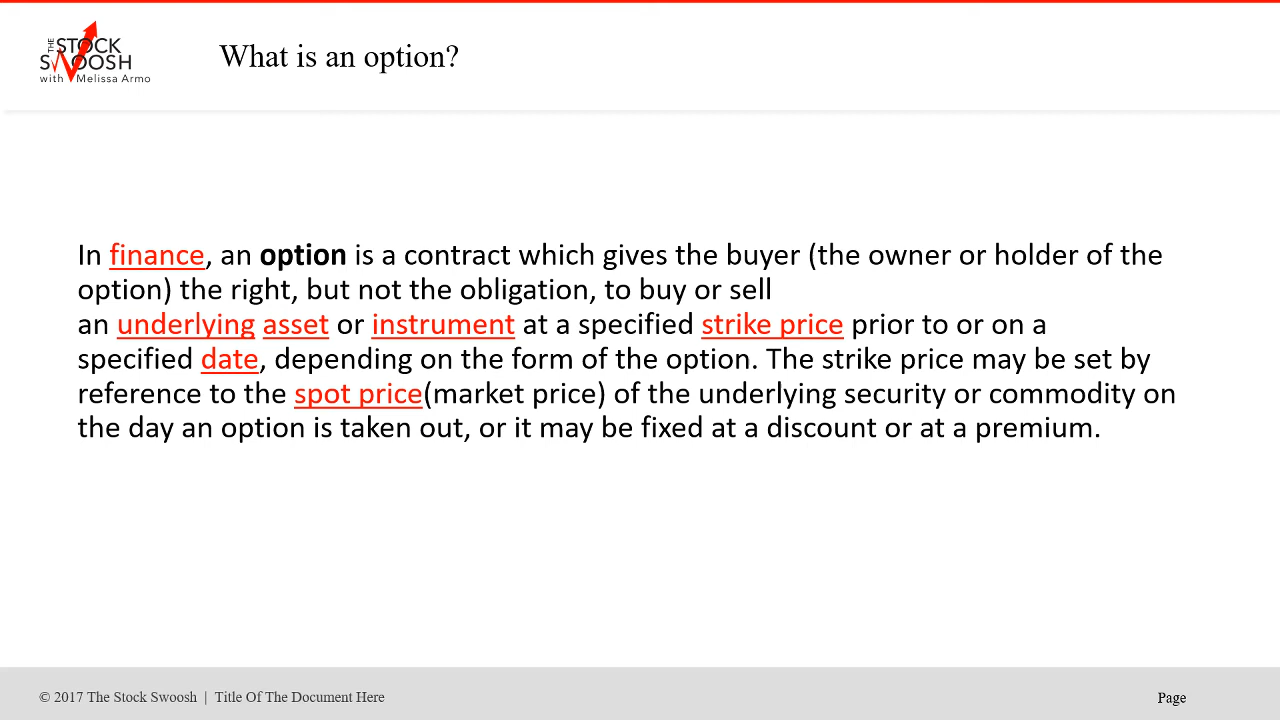 THE STOCK
SWOOSH
with Melissa Armo
What is an option?
In finance, an option is a contract which gives the buyer (the owner or holder of the
option) the right, but not the obligation, to buy or sell
an underlying asset or instrument at a specified strike price prior to or on a
specified date, depending on the form of the option. The strike price may be set by
reference to the spot price(market price) of the underlying security or commodity on
the day an option is taken out, or it may be fixed at a discount or at a premium.
© 2017 The Stock Swoosh | Title Of The Document Here
Page